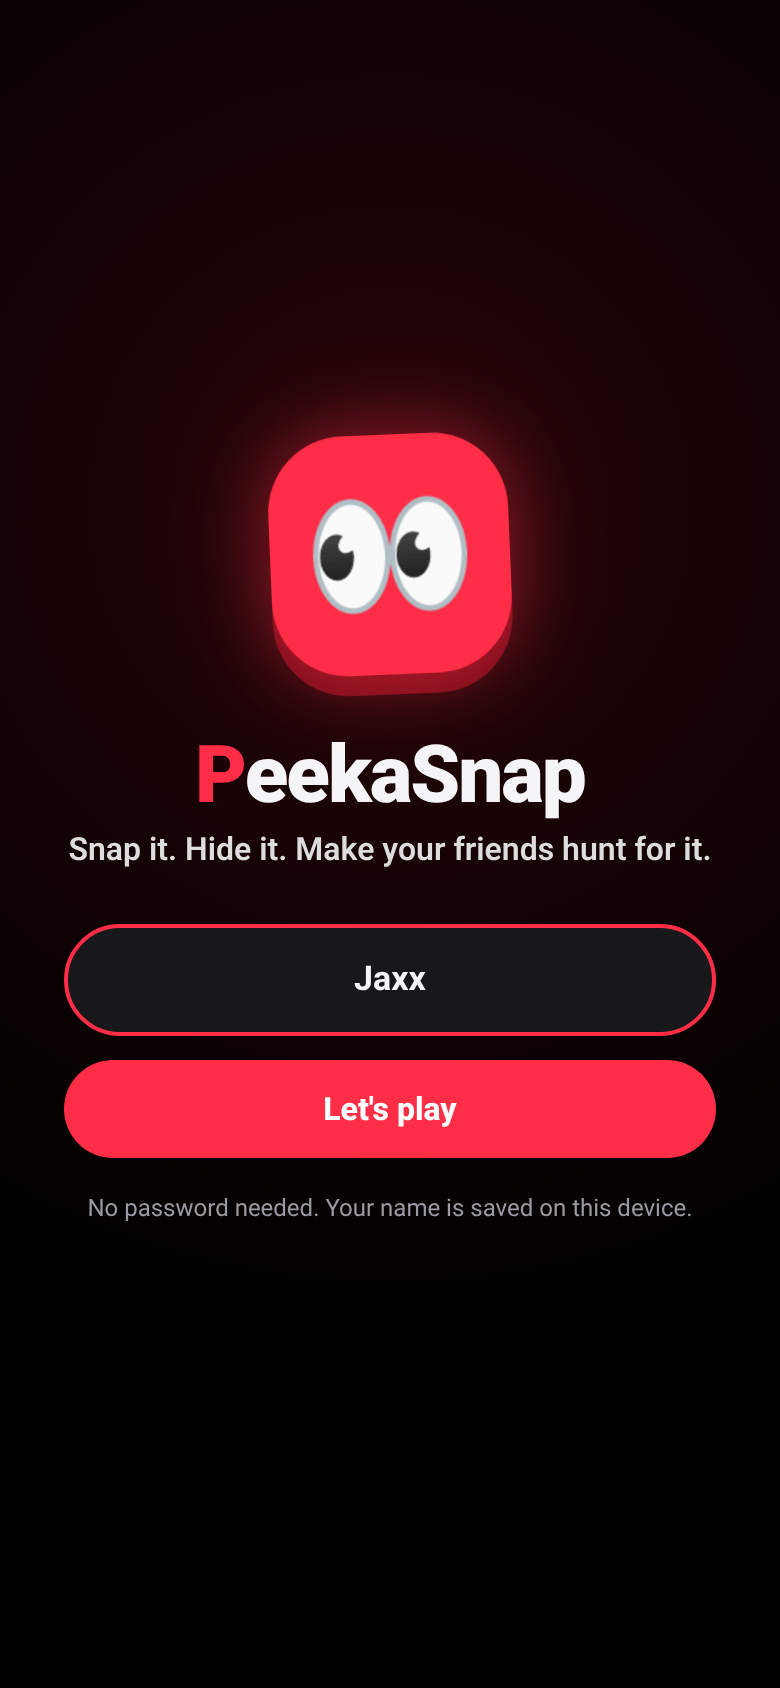 PeekaSnap
Snap it. Hide it. Make your friends hunt for it.
Jaxx
Let's play
No password needed. Your name is saved on this device.